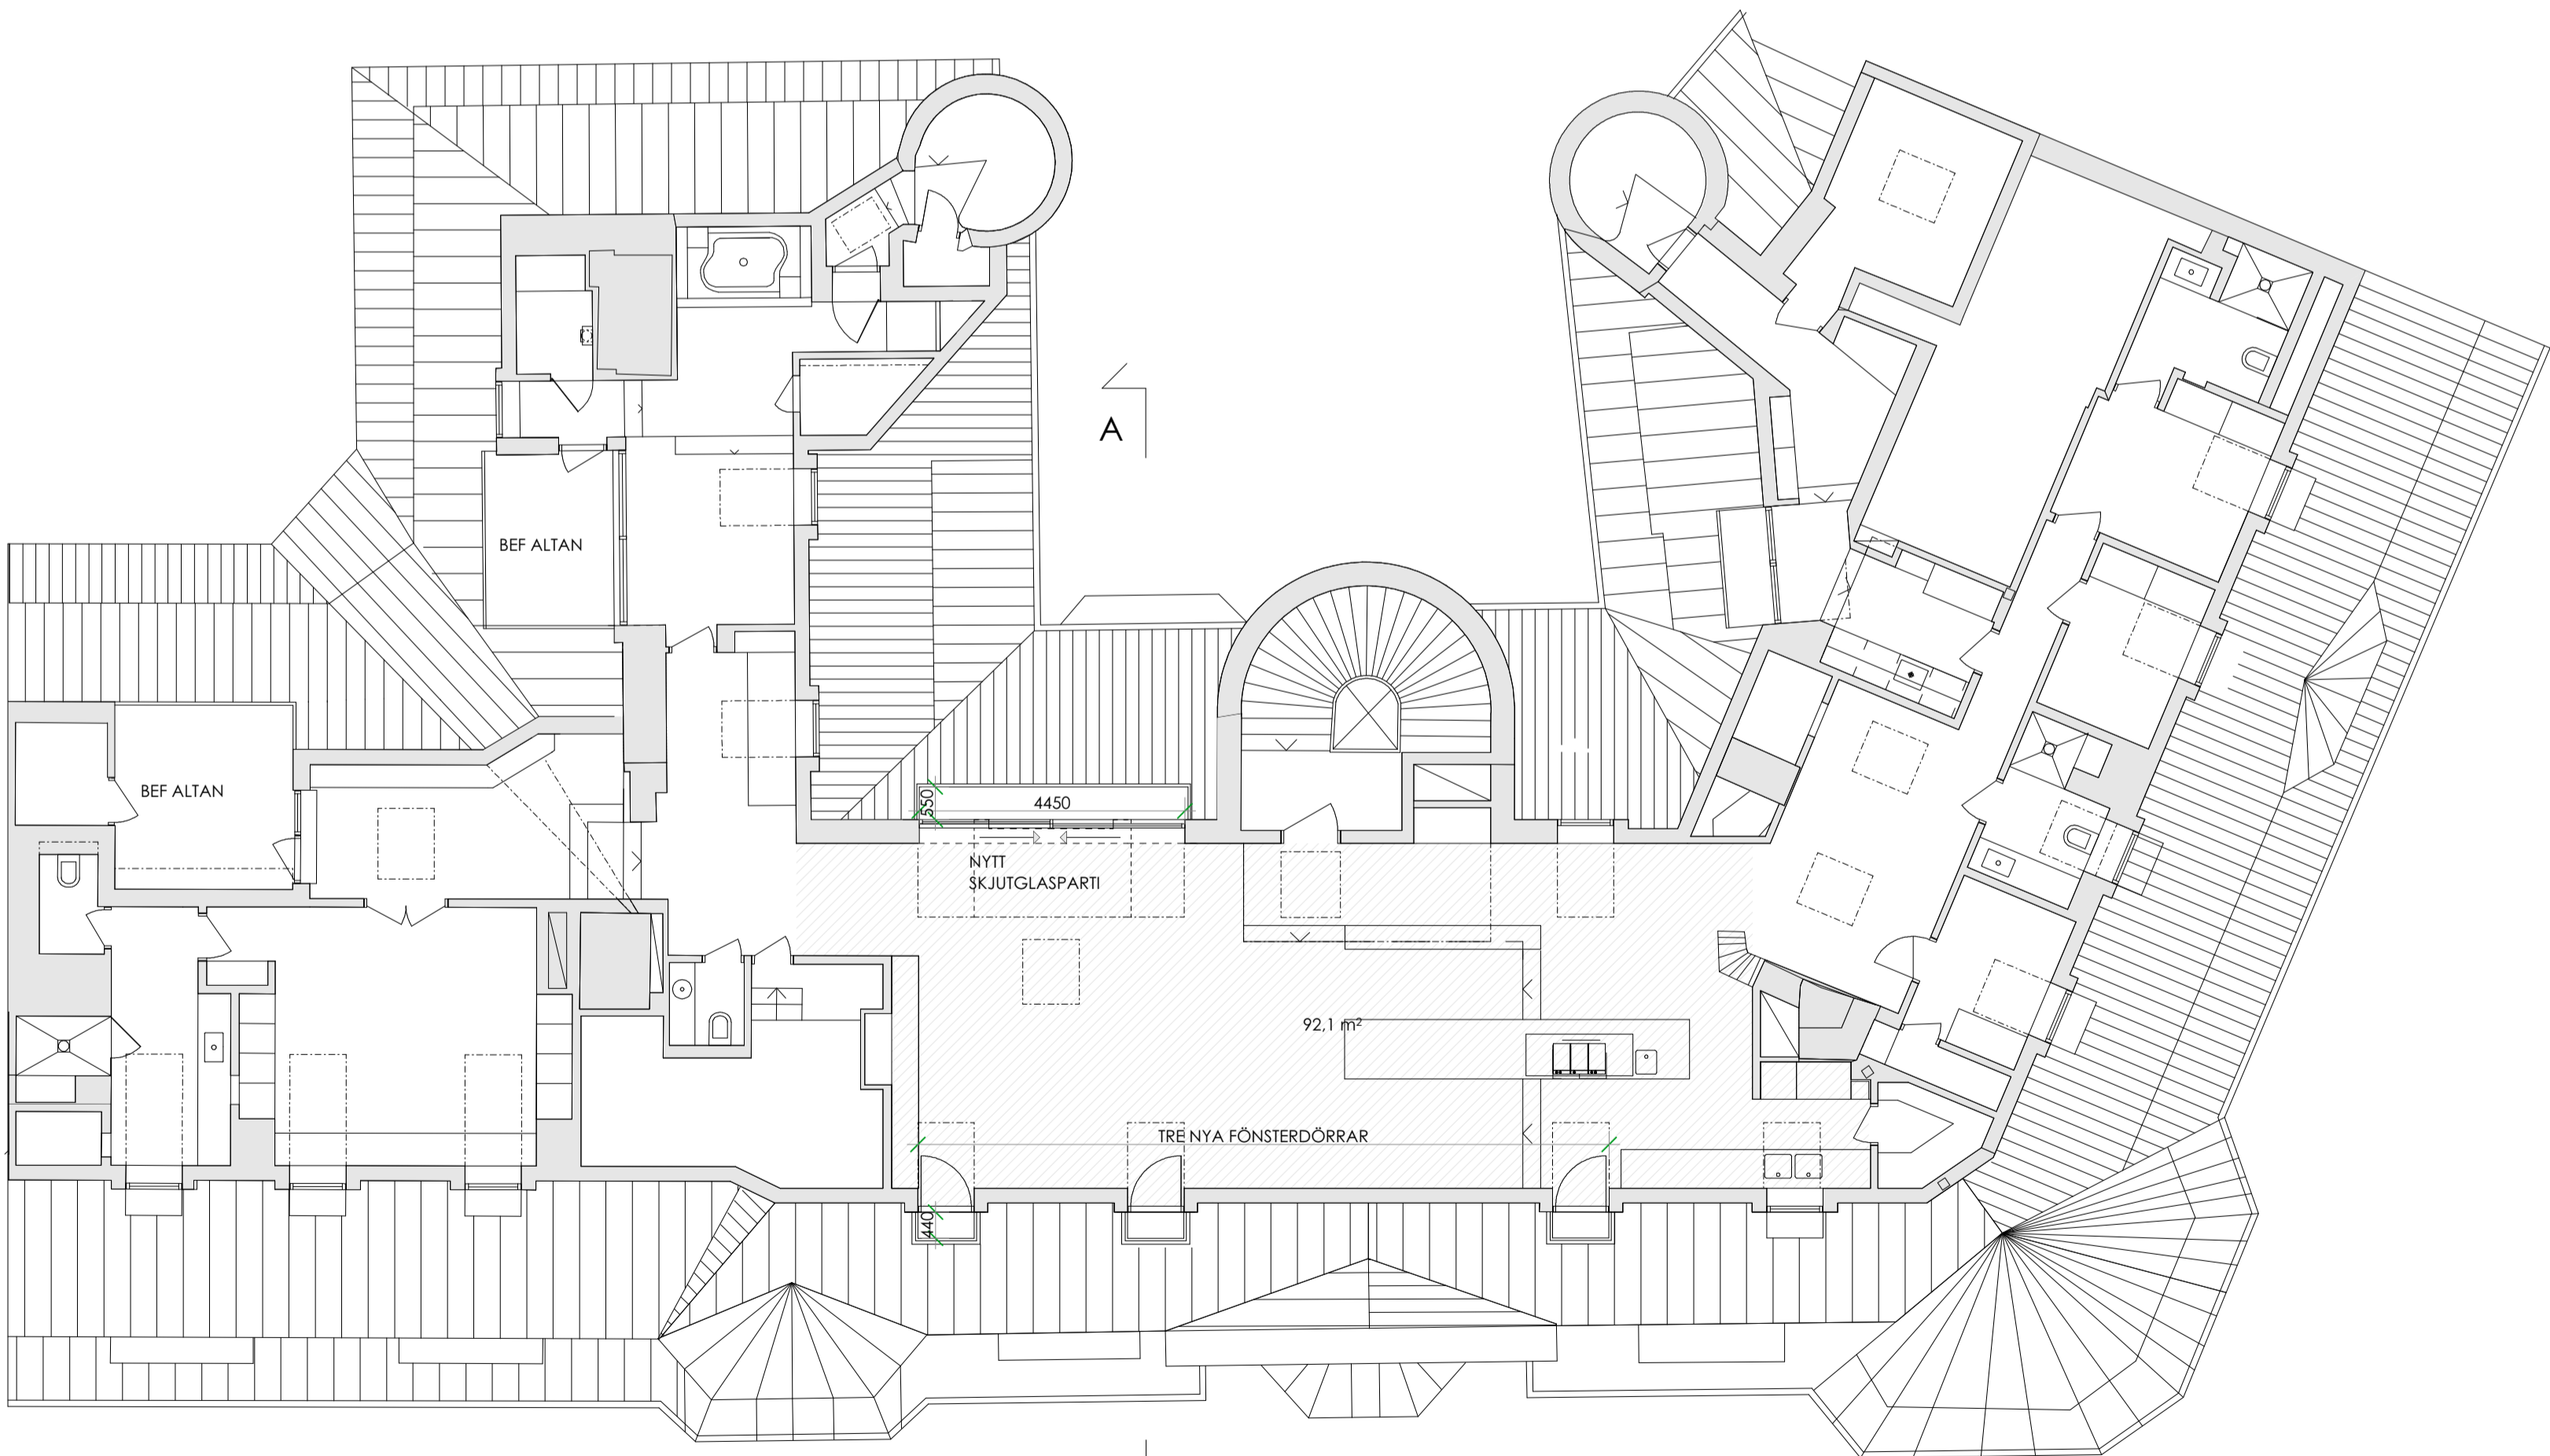 A
BEF ALTAN
BEF ALTAN
550
4450
NYTT
SKJUTGLASPARTI
92,1 m²
TRE NYA FÖNSTERDÖRRAR
440